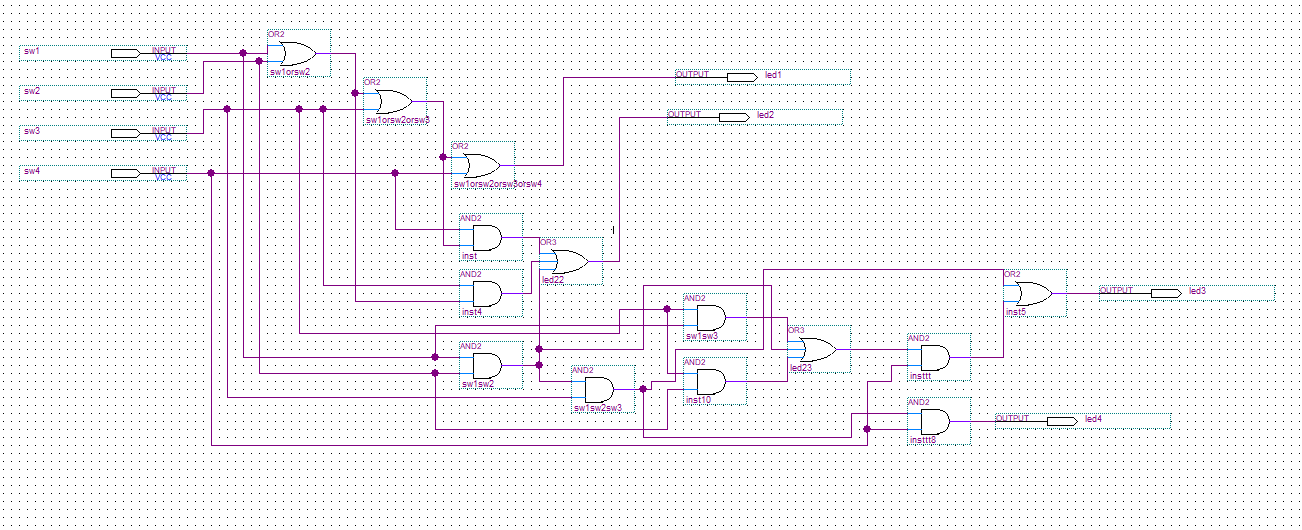 OR2
sw1 INPUT VCC
sw1orsw2
OR2
OUTPUT led1
sw2 INPUT VCC
OUTPUT led2
sw1orsw2orsw3
sw3 INPUT VCC
OR2
sw4 INPUT VCC
sw1orsw2orsw3orsw4
AND2
OR3
inst
AND2
led22
OR2
OUTPUT led3
AND2
inst4
inst5
OR3
sw1sw3
AND2
AND2
AND2
AND2
led23
insttt
sw1sw2
inst10
AND2
sw1sw2sw3
OUTPUT led4
insttt8